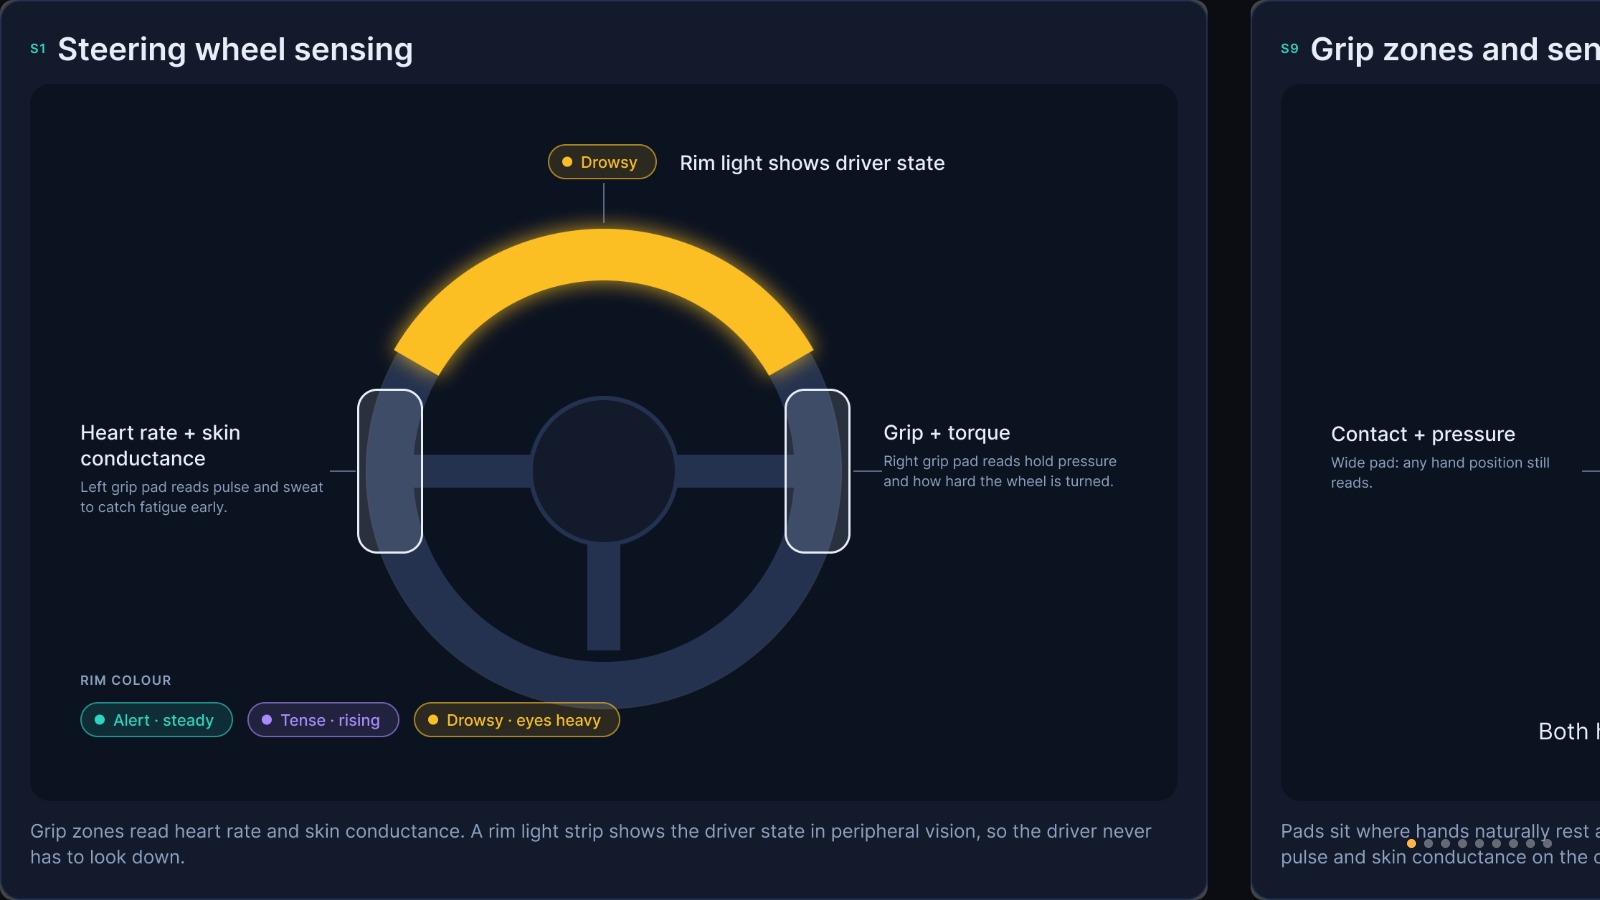 S1 Steering wheel sensing
Drowsy
Rim light shows driver state
Heart rate + skin
conductance
Left grip pad reads pulse and sweat
to catch fatigue early.
Grip + torque
Right grip pad reads hold pressure
and how hard the wheel is turned.
RIM COLOUR
Alert · steady
Tense · rising
Drowsy · eyes heavy
Grip zones read heart rate and skin conductance. A rim light strip shows the driver state in peripheral vision, so the driver never
has to look down.
S9 Grip zones and
Contact + pressure
Wide pad: any hand position still
reads.
Both
Pads sit where hands naturally rest
pulse and skin conductance on the